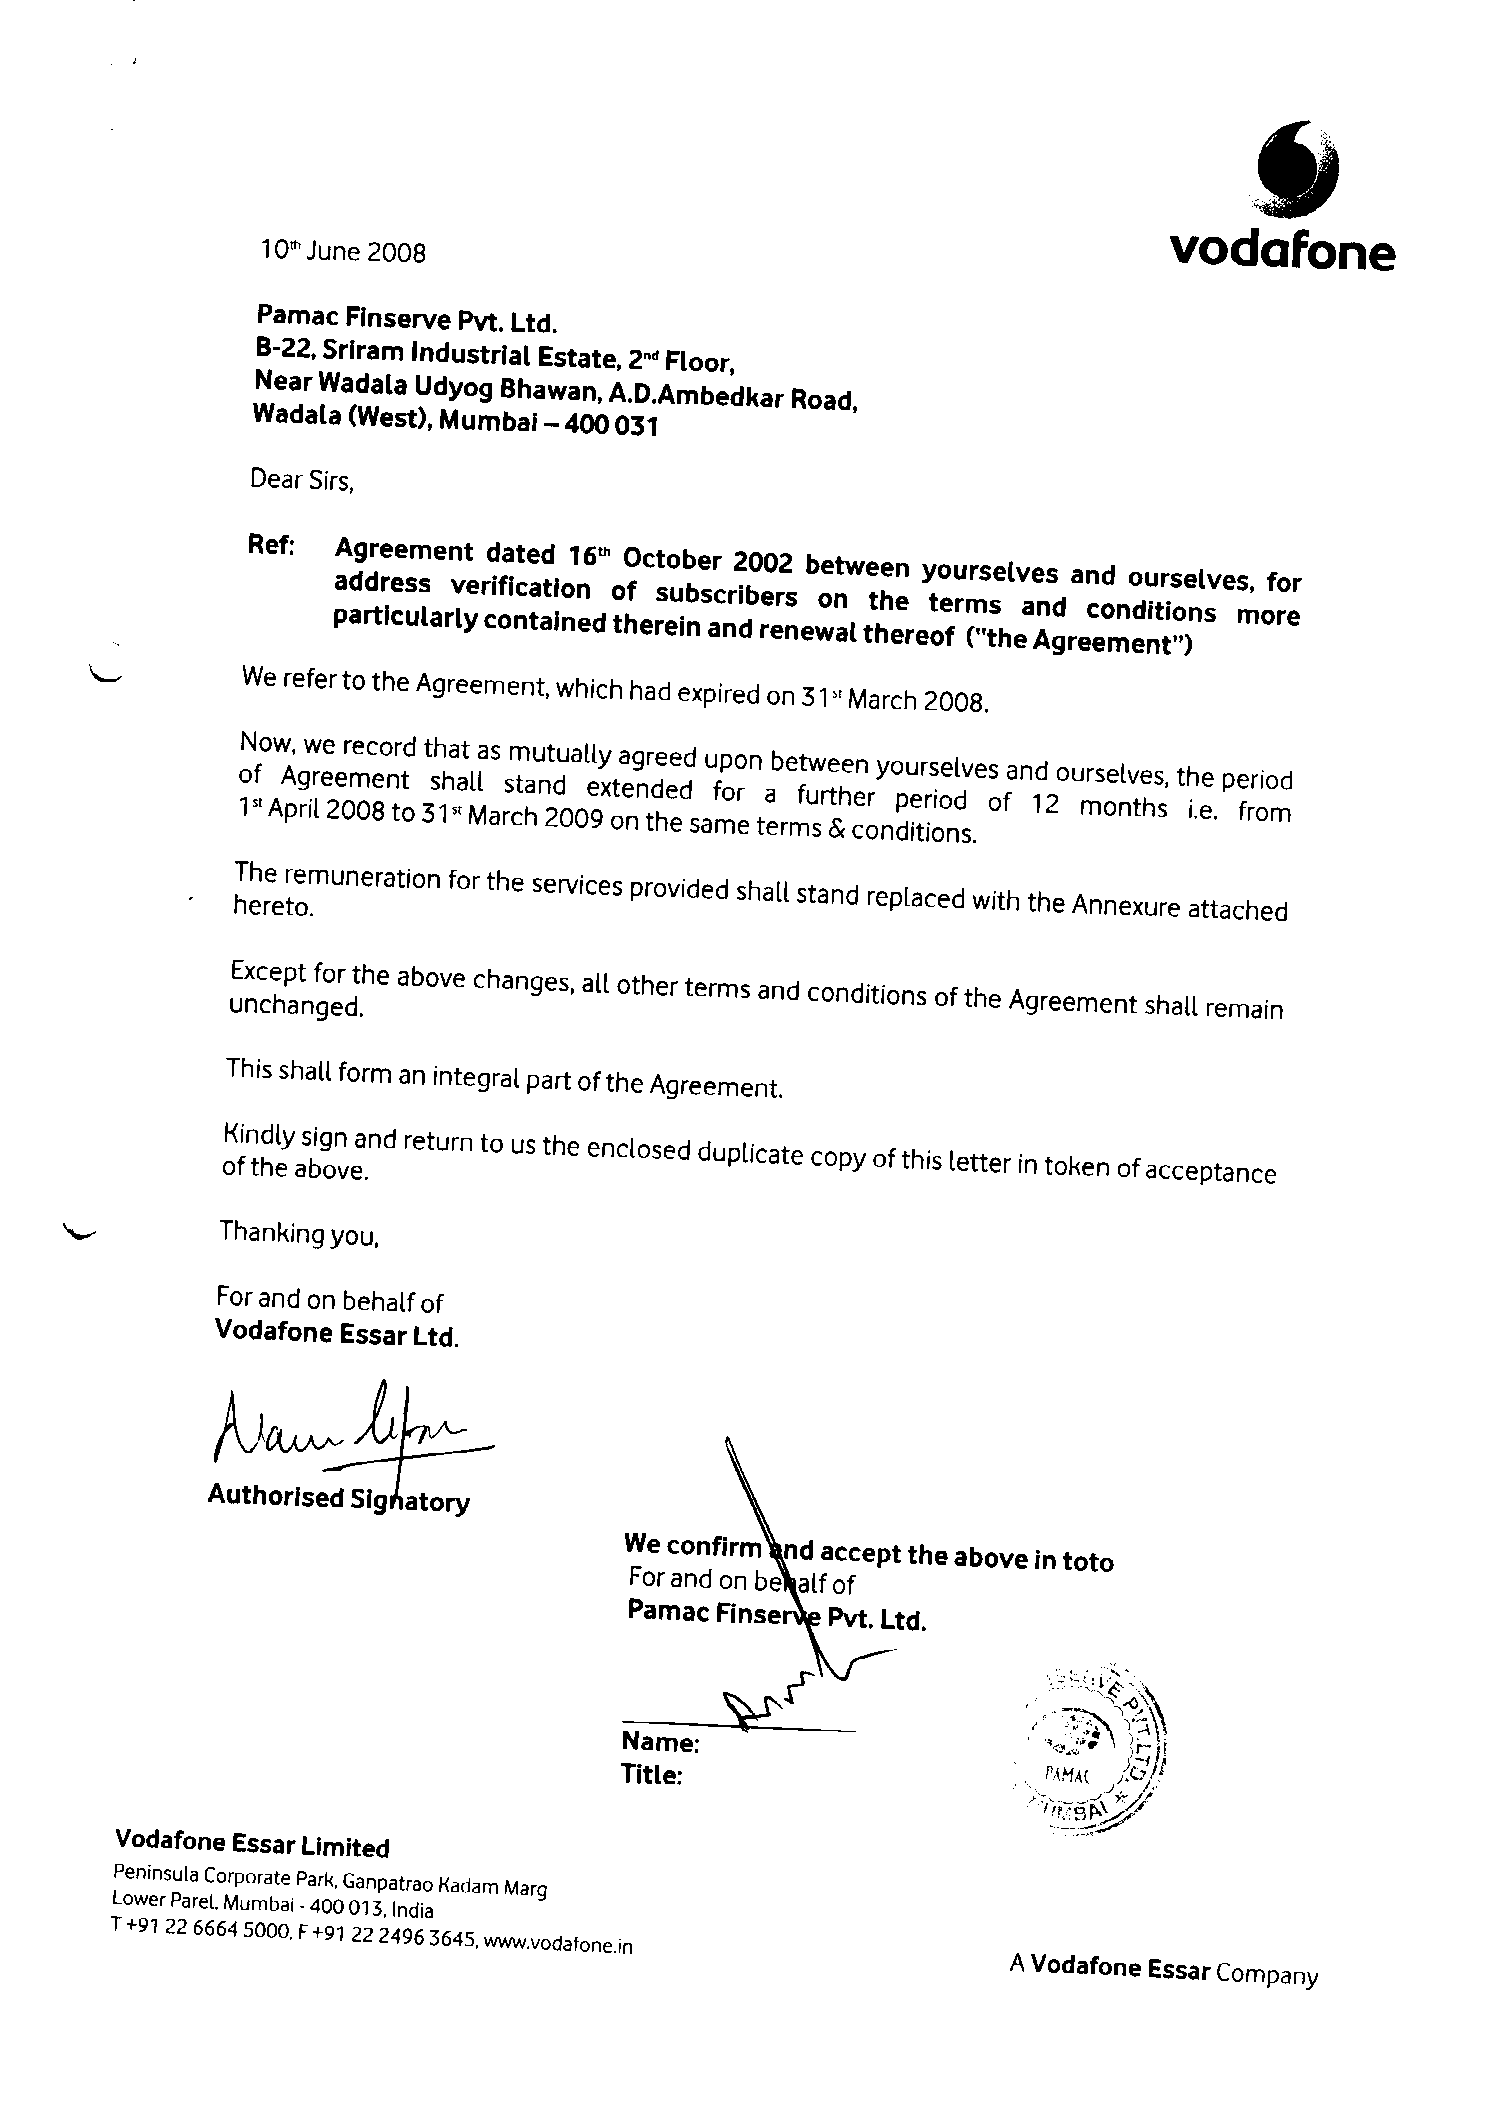 vodafone
10th June 2008
Pamac Finserve Pvt. Ltd.
B-22, Sriram Industrial Estate, 2nd Floor,
Near Wadala Udyog Bhawan, A.D.Ambedkar Road,
Wadala (West), Mumbai – 400 031
Dear Sirs,
Ref: Agreement dated 16th October 2002 between yourselves and ourselves, for
address verification of subscribers on the terms and conditions more
particularly contained therein and renewal thereof ("the Agreement")
We refer to the Agreement, which had expired on 31st March 2008.
Now, we record that as mutually agreed upon between yourselves and ourselves, the period
of Agreement shall stand extended for a further period of 12 months i.e. from
1st April 2008 to 31st March 2009 on the same terms & conditions.
The remuneration for the services provided shall stand replaced with the Annexure attached
hereto.
Except for the above changes, all other terms and conditions of the Agreement shall remain
unchanged.
This shall form an integral part of the Agreement.
Kindly sign and return to us the enclosed duplicate copy of this letter in token of acceptance
of the above.
Thanking you,
For and on behalf of
Vodafone Essar Ltd.
Authorised Signatory
We confirm and accept the above in toto
For and on behalf of
Pamac Finserve Pvt. Ltd.
Name:
Title:
PVT. LTD.
PAMAC
Vodafone Essar Limited
Peninsula Corporate Park, Ganpatrao Kadam Marg
Lower Parel, Mumbai - 400 013, India
T +91 22 6664 5000, F +91 22 2496 3645, www.vodafone.in
A Vodafone Essar Company